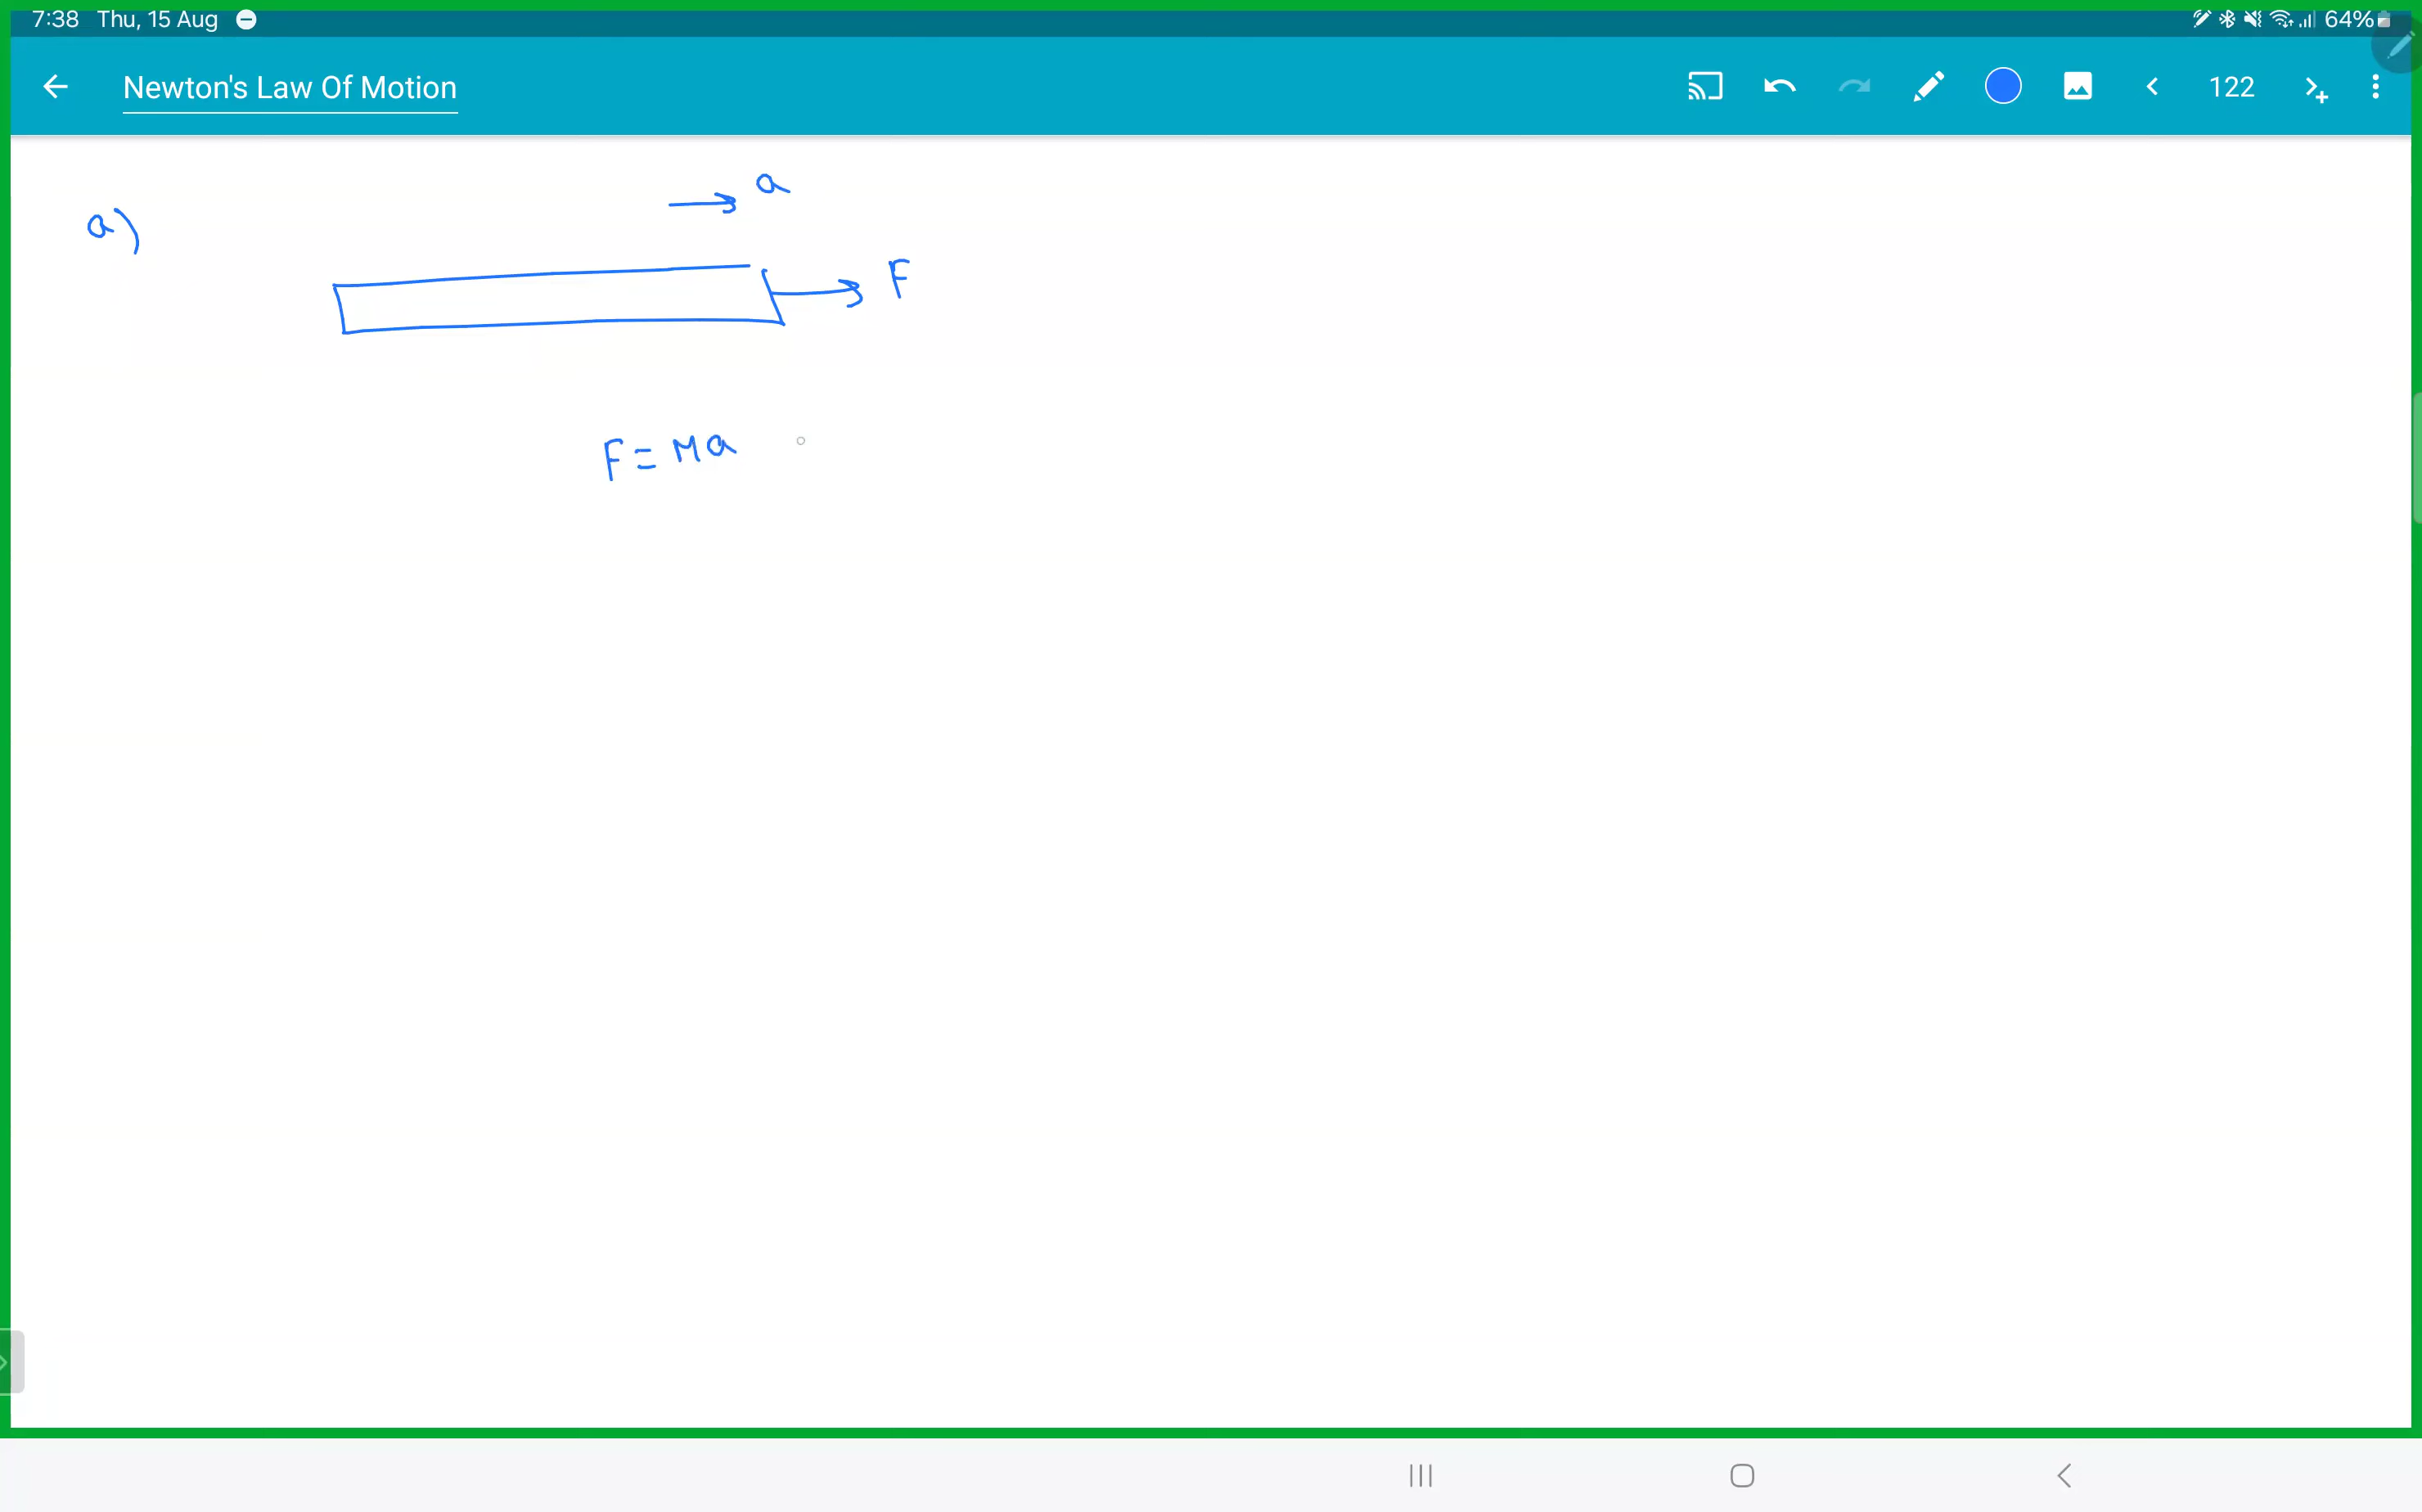 7:38 Thu, 15 Aug 64%
Newton's Law Of Motion 122
a
a)
F
F = Ma